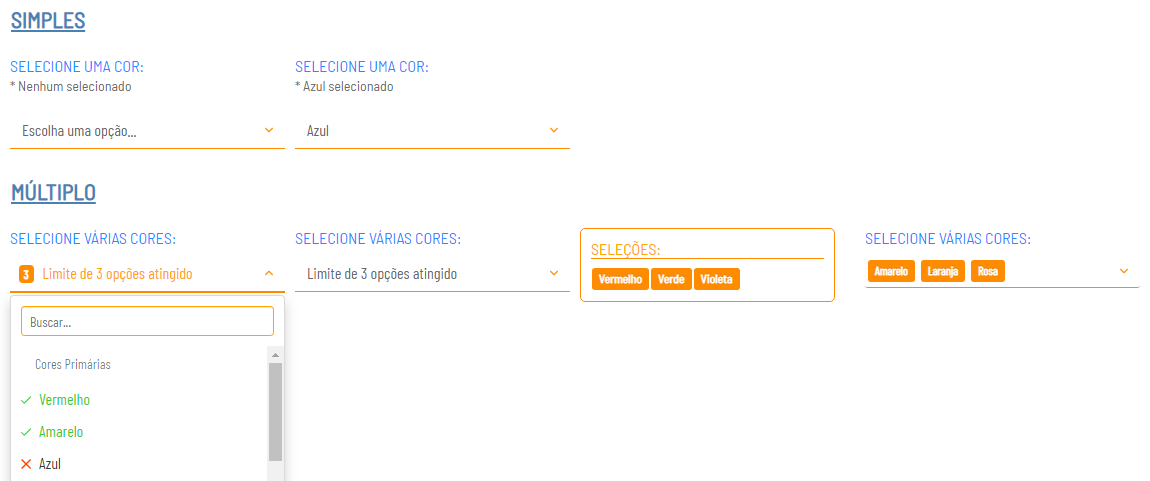 SIMPLES
SELECIONE UMA COR:
* Nenhum selecionado
Escolha uma opção...
SELECIONE UMA COR:
* Azul selecionado
Azul
MÚLTIPLO
SELECIONE VÁRIAS CORES:
3 Limite de 3 opções atingido
Buscar...
Cores Primárias
Vermelho
Amarelo
Azul
SELECIONE VÁRIAS CORES:
Limite de 3 opções atingido
SELEÇÕES:
Vermelho Verde Violeta
SELECIONE VÁRIAS CORES:
Amarelo Laranja Rosa